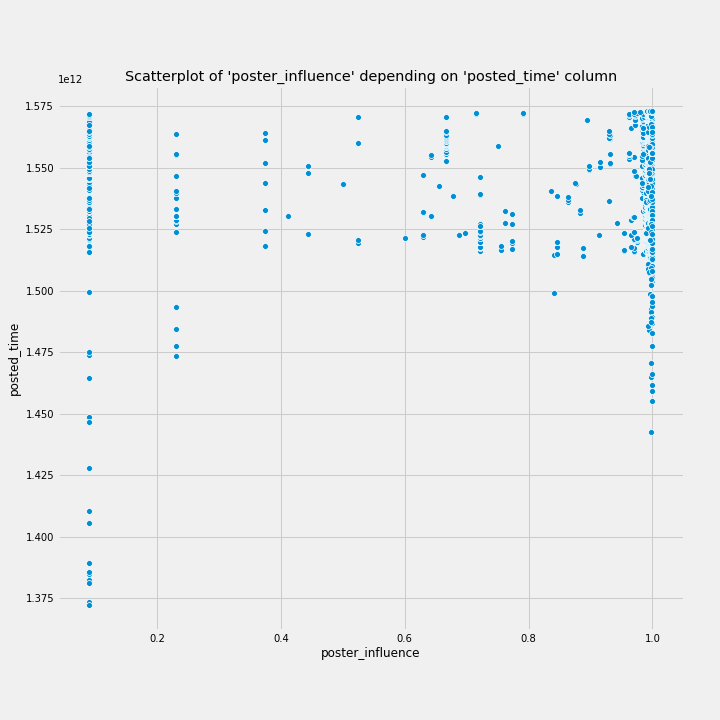 Scatterplot of 'poster_influence' depending on 'posted_time' column
1e12
1.575
1.550
1.525
1.500
1.475
1.450
1.425
1.400
1.375
posted_time
0.2 0.4 0.6 0.8 1.0
poster_influence